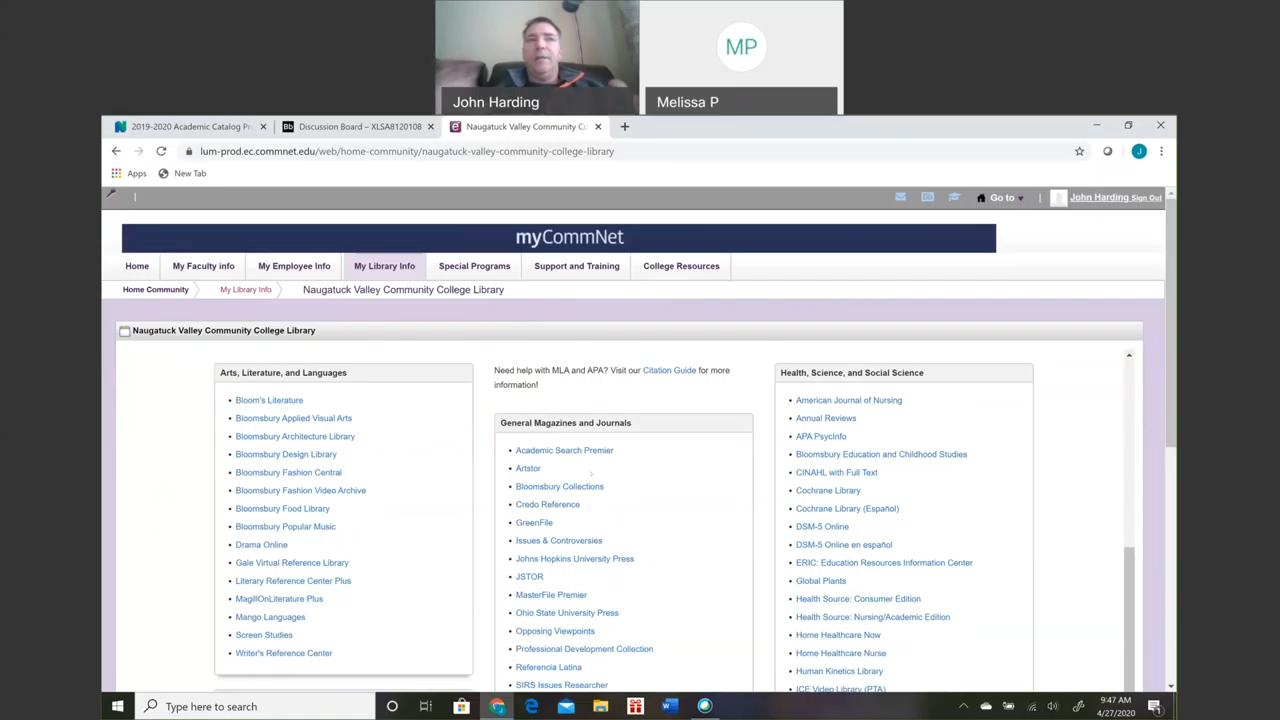 MP
John Harding
Melissa P
2019-2020 Academic Catalog Pr
Bb
Discussion Board – XLSA8120108
Naugatuck Valley Community Co
lum-prod.ec.commnet.edu/web/home-community/naugatuck-valley-community-college-library
J
Apps
New Tab
Bb
Go to
John Harding Sign Out
myCommNet
Home
My Faculty info
My Employee Info
My Library Info
Special Programs
Support and Training
College Resources
Home Community
My Library Info
Naugatuck Valley Community College Library
Naugatuck Valley Community College Library
Arts, Literature, and Languages
Bloom's Literature
Bloomsbury Applied Visual Arts
Bloomsbury Architecture Library
Bloomsbury Design Library
Bloomsbury Fashion Central
Bloomsbury Fashion Video Archive
Bloomsbury Food Library
Bloomsbury Popular Music
Drama Online
Gale Virtual Reference Library
Literary Reference Center Plus
MagillOnLiterature Plus
Mango Languages
Screen Studies
Writer's Reference Center
Need help with MLA and APA? Visit our Citation Guide for more
information!
General Magazines and Journals
Academic Search Premier
Artstor
Bloomsbury Collections
Credo Reference
GreenFile
Issues & Controversies
Johns Hopkins University Press
JSTOR
MasterFile Premier
Ohio State University Press
Opposing Viewpoints
Professional Development Collection
Referencia Latina
SIRS Issues Researcher
Health, Science, and Social Science
American Journal of Nursing
Annual Reviews
APA PsycInfo
Bloomsbury Education and Childhood Studies
CINAHL with Full Text
Cochrane Library
Cochrane Library (Español)
DSM-5 Online
DSM-5 Online en español
ERIC: Education Resources Information Center
Global Plants
Health Source: Consumer Edition
Health Source: Nursing/Academic Edition
Home Healthcare Now
Home Healthcare Nurse
Human Kinetics Library
ICE Video Library (PTA)
Type here to search
9:47 AM
4/27/2020